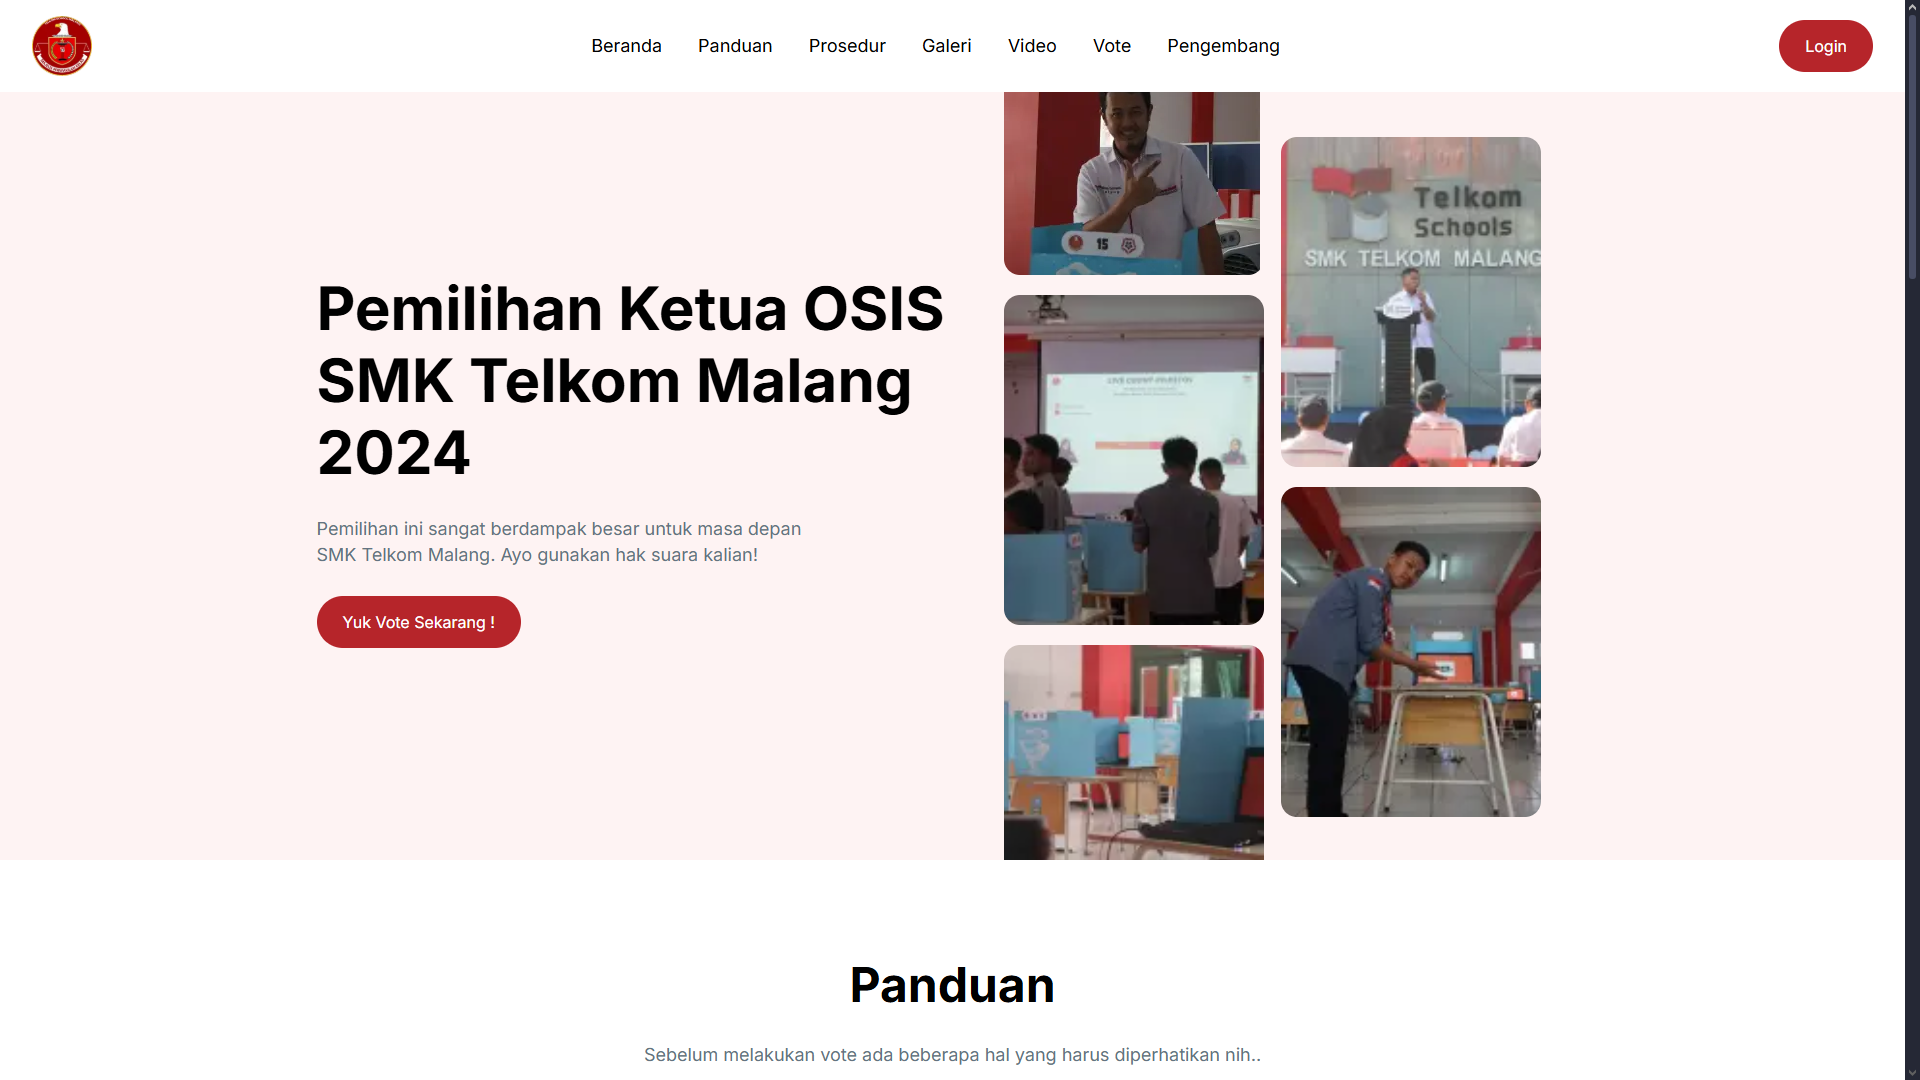 Beranda
Panduan
Prosedur
Galeri
Video
Vote
Pengembang
Login
Pemilihan Ketua OSIS
SMK Telkom Malang
2024
Pemilihan ini sangat berdampak besar untuk masa depan
SMK Telkom Malang. Ayo gunakan hak suara kalian!
Yuk Vote Sekarang !
15
Telkom
Schools
SMK TELKOM MALANG
Panduan
Sebelum melakukan vote ada beberapa hal yang harus diperhatikan nih..